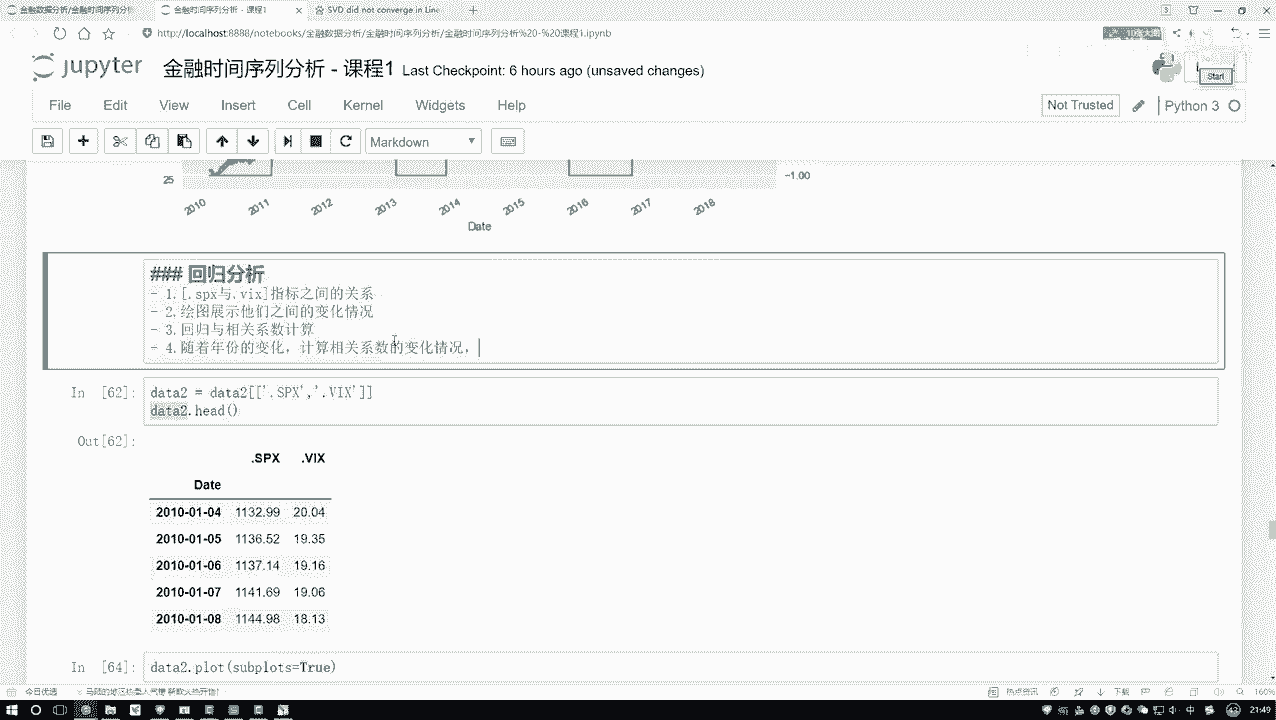 金融数据分析/金融时间序列分
金融时间序列分析 - 课程1
SVD did not converge in Line
http://localhost:8888/notebooks/金融数据分析/金融时间序列分析/金融时间序列分析%20-%20课程1.ipynb
jupyter 金融时间序列分析 - 课程1 Last Checkpoint: 6 hours ago (unsaved changes)
Start
File Edit View Insert Cell Kernel Widgets Help
Not Trusted Python 3
Markdown
25 -1.00
2010 2011 2012 2013 2014 2015 2016 2017 2018
Date
### 回归分析
- 1.[.spx与.vix]指标之间的关系
- 2.绘图展示他们之间的变化情况
- 3.回归与相关系数计算
- 4.随着年份的变化，计算相关系数的变化情况，
In [62]: data2 = data2[['.SPX','.VIX']]
data2.head()
Out[62]:
.SPX .VIX
Date
2010-01-04 1132.99 20.04
2010-01-05 1136.52 19.35
2010-01-06 1137.14 19.16
2010-01-07 1141.69 19.06
2010-01-08 1144.98 18.13
In [64]: data2.plot(subplots=True)
今日优选
热点资讯
下载
160%
中
21:49